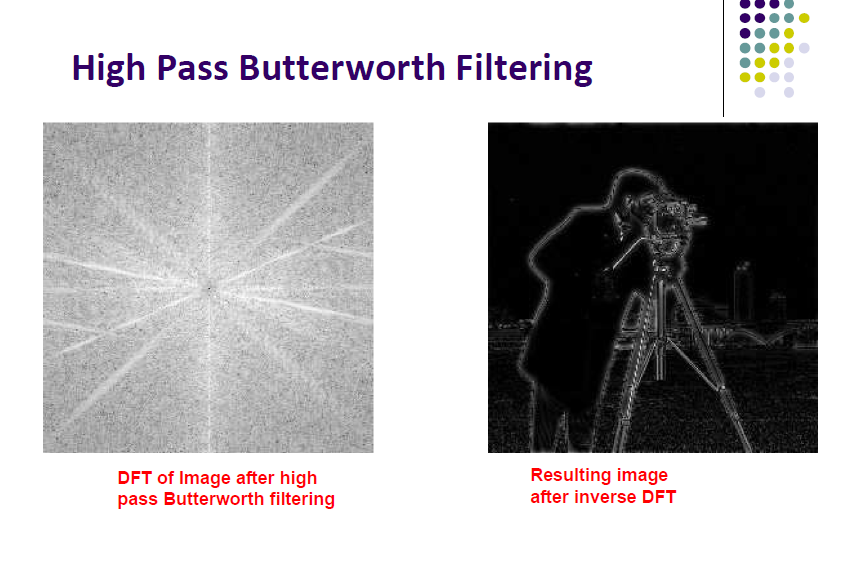 High Pass Butterworth Filtering
DFT of Image after high
pass Butterworth filtering
Resulting image
after inverse DFT